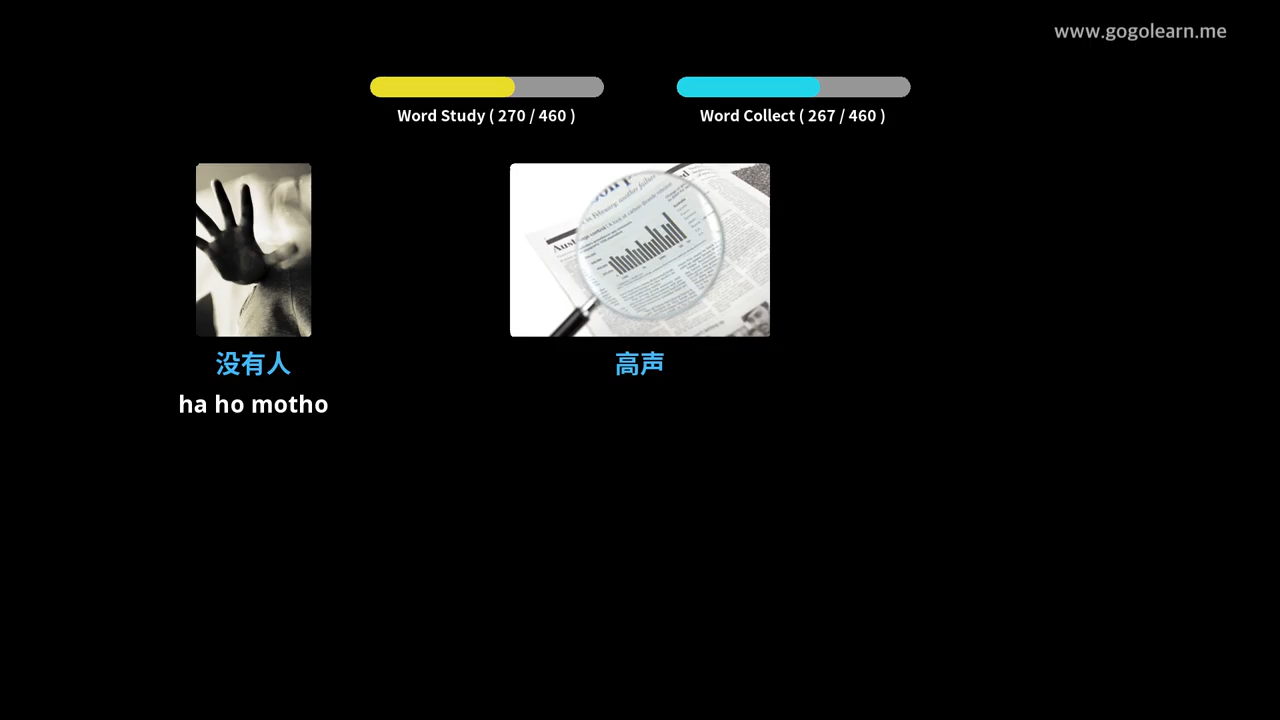 www.gogolearn.me
Word Study ( 270 / 460 )
Word Collect ( 267 / 460 )
没有人
高声
ha ho motho